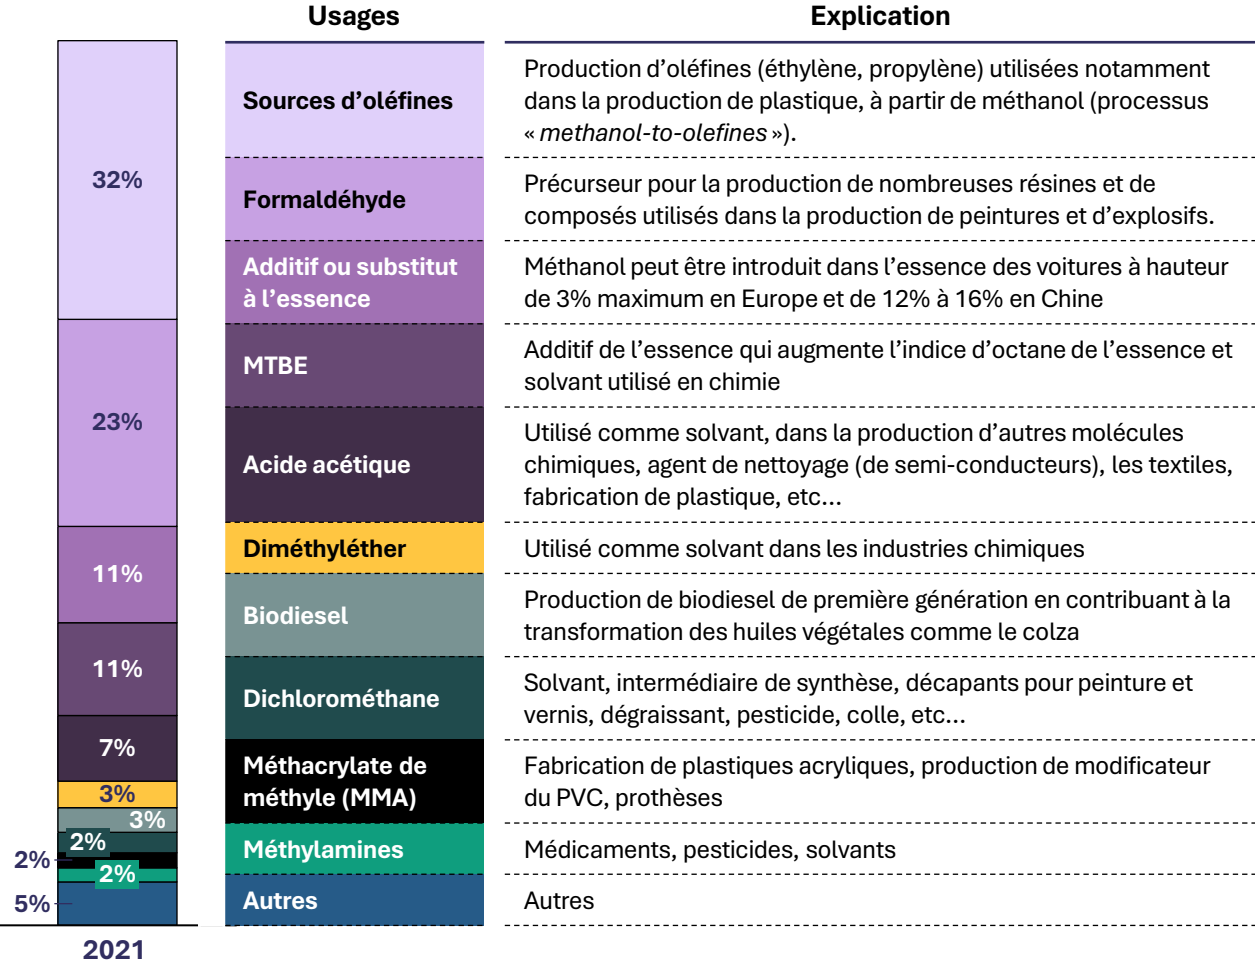 Usages
Explication
32%
23%
11%
11%
7%
3%
3%
2%
2%
2%
5%
2021
Sources d’oléfines
Production d’oléfines (éthylène, propylène) utilisées notamment
dans la production de plastique, à partir de méthanol (processus
« methanol-to-olefines »).
Formaldéhyde
Précurseur pour la production de nombreuses résines et de
composés utilisés dans la production de peintures et d’explosifs.
Additif ou substitut
à l’essence
Méthanol peut être introduit dans l’essence des voitures à hauteur
de 3% maximum en Europe et de 12% à 16% en Chine
MTBE
Additif de l’essence qui augmente l’indice d’octane de l’essence et
solvant utilisé en chimie
Acide acétique
Utilisé comme solvant, dans la production d’autres molécules
chimiques, agent de nettoyage (de semi-conducteurs), les textiles,
fabrication de plastique, etc...
Diméthyléther
Utilisé comme solvant dans les industries chimiques
Biodiesel
Production de biodiesel de première génération en contribuant à la
transformation des huiles végétales comme le colza
Dichlorométhane
Solvant, intermédiaire de synthèse, décapants pour peinture et
vernis, dégraissant, pesticide, colle, etc...
Méthacrylate de
méthyle (MMA)
Fabrication de plastiques acryliques, production de modificateur
du PVC, prothèses
Méthylamines
Médicaments, pesticides, solvants
Autres
Autres